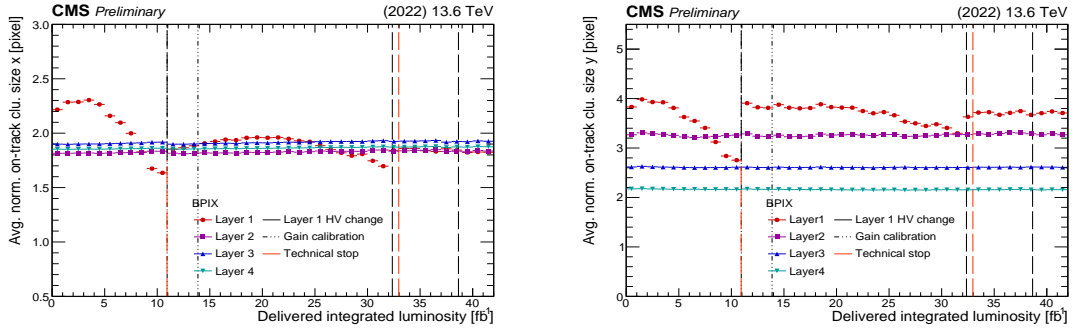 CMS Preliminary (2022) 13.6 TeV
Avg. norm. on-track clu. size x [pixel]
3.0
2.5
2.0
1.5
1.0
0.5
BPIX
Layer 1 Layer 1 HV change
Layer 2 Gain calibration
Layer 3 Technical stop
Layer 4
0 5 10 15 20 25 30 35 40
Delivered integrated luminosity [fb-1]
CMS Preliminary (2022) 13.6 TeV
Avg. norm. on-track clu. size y [pixel]
5
4
3
2
1
0
BPIX
Layer1 Layer 1 HV change
Layer2 Gain calibration
Layer3 Technical stop
Layer4
0 5 10 15 20 25 30 35 40
Delivered integrated luminosity [fb-1]